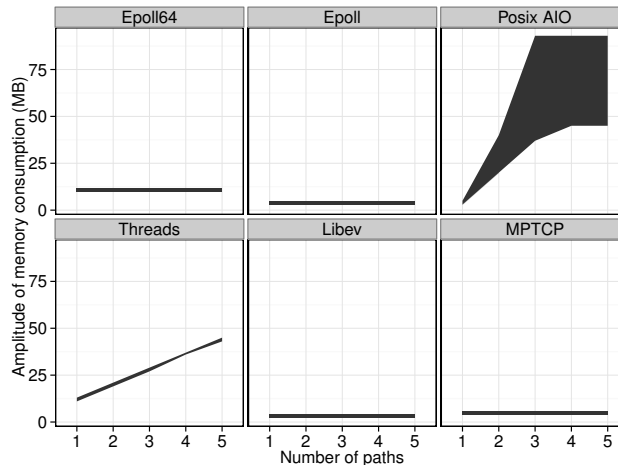 Epoll64 Epoll Posix AIO
75
50
25
0
Threads Libev MPTCP
75
50
25
0
Amplitude of memory consumption (MB)
1 2 3 4 5 1 2 3 4 5 1 2 3 4 5
Number of paths